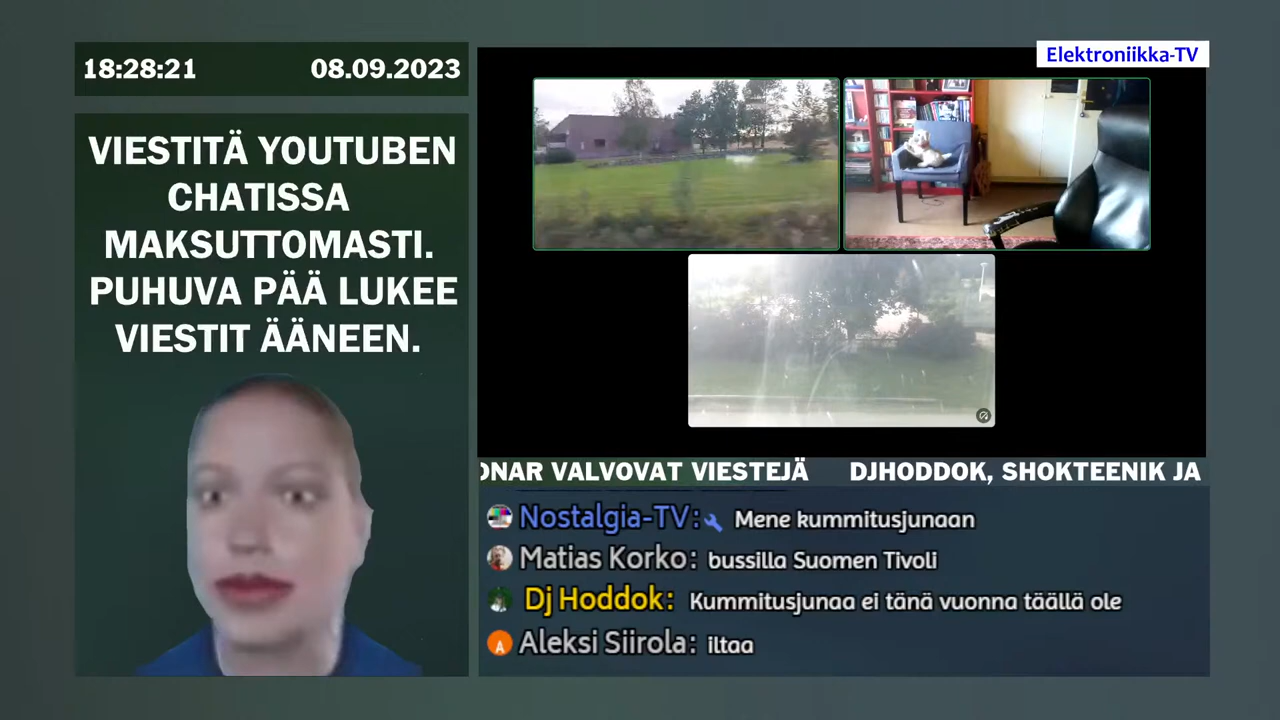 18:28:21
08.09.2023
Elektroniikka-TV
VIESTITÄ YOUTUBEN
CHATISSA
MAKSUTTOMASTI.
PUHUVA PÄÄ LUKEE
VIESTIT ÄÄNEEN.
ONAR VALVOVAT VIESTEJÄ DJHODDOK, SHOKTEENIK JA
Nostalgia-TV: Mene kummitusjunaan
Matias Korko: bussilla Suomen Tivoli
Dj Hoddok: Kummitusjunaa ei tänä vuonna täällä ole
A Aleksi Siirola: iltaa